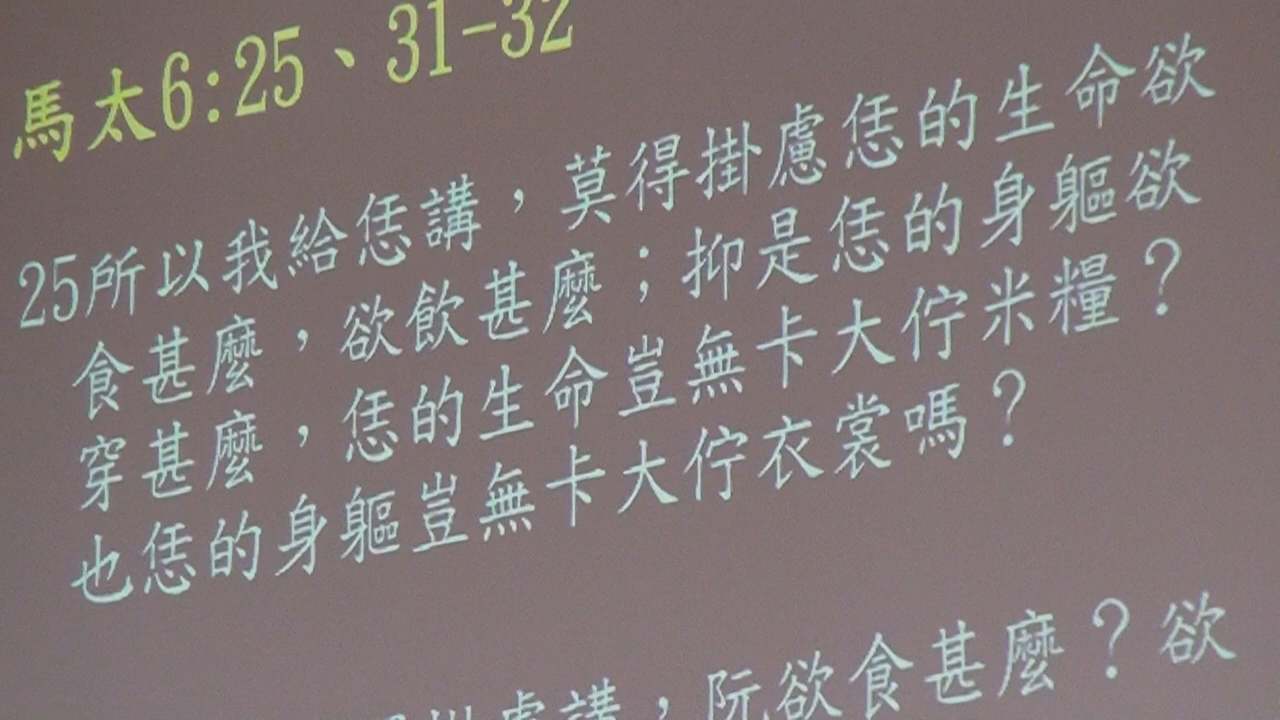 馬太6:25、31-32
25所以我給恁講，莫得掛慮恁的生命欲
食甚麼，欲飲甚麼；抑是恁的身軀欲
穿甚麼，恁的生命豈無卡大佇米糧？
也恁的身軀豈無卡大佇衣裳嗎？
掛慮講，阮欲食甚麼？欲